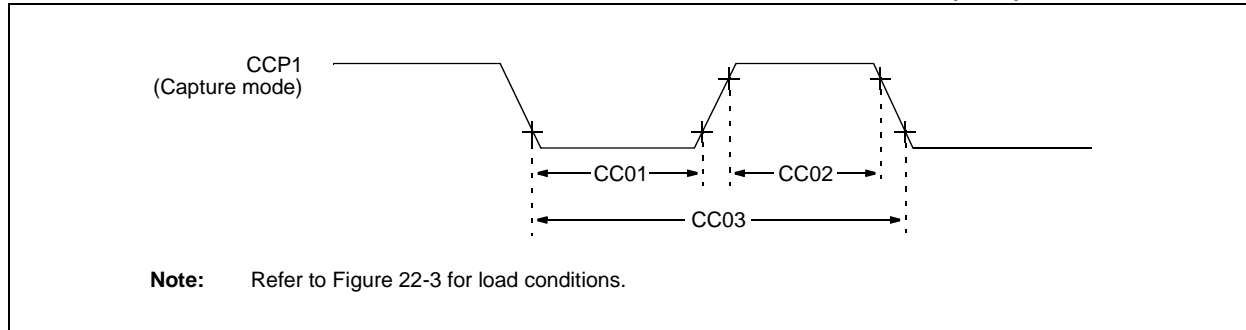 CCP1
(Capture mode)
CC01
CC02
CC03
Note: Refer to Figure 22-3 for load conditions.